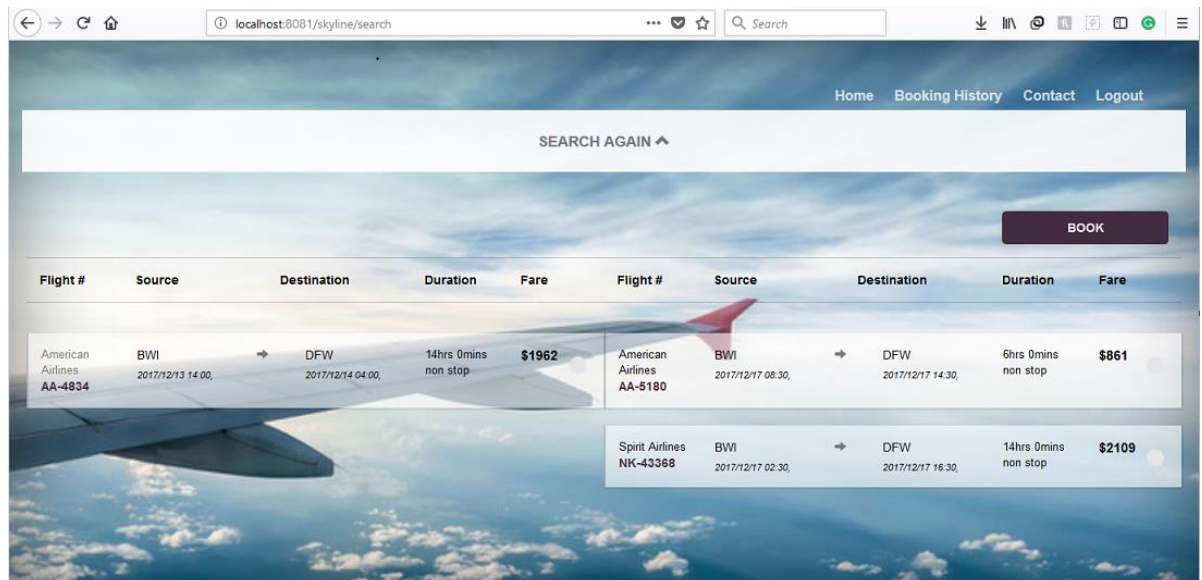 localhost:8081/skyline/search
Search
Home Booking History Contact Logout
SEARCH AGAIN
BOOK
Flight # Source Destination Duration Fare Flight # Source Destination Duration Fare
American Airlines AA-4834 BWI 2017/12/13 14:00, DFW 2017/12/14 04:00, 14hrs 0mins non stop $1962
American Airlines AA-5180 BWI 2017/12/17 08:30, DFW 2017/12/17 14:30, 6hrs 0mins non stop $861
Spirit Airlines NK-43368 BWI 2017/12/17 02:30, DFW 2017/12/17 16:30, 14hrs 0mins non stop $2109